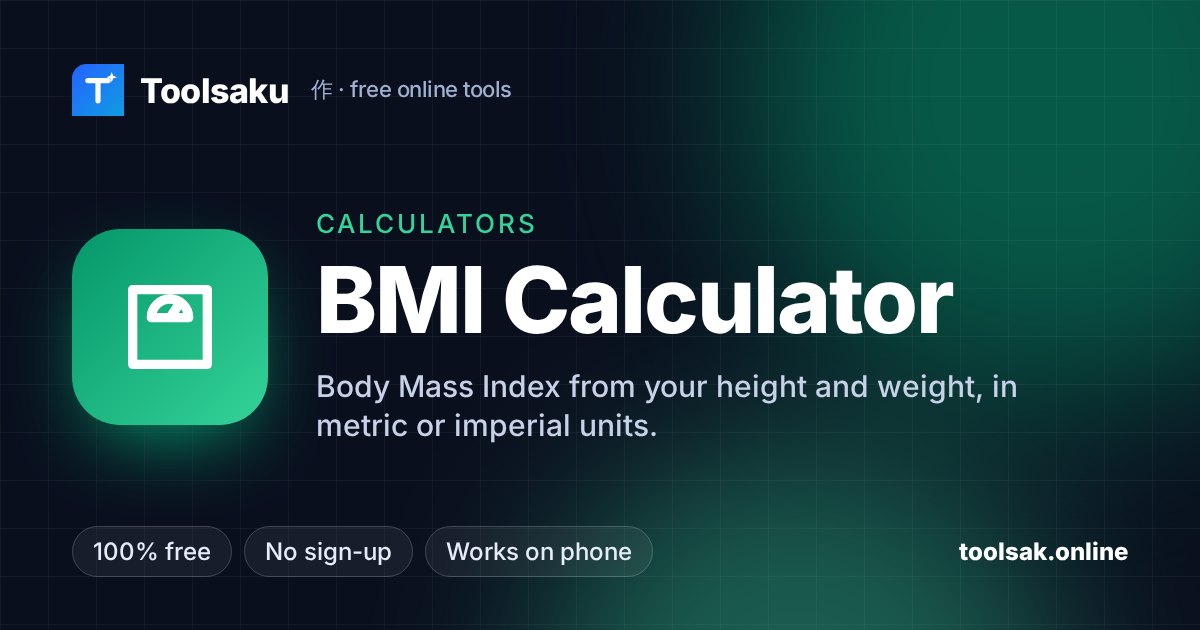 Toolsaku 作 · free online tools
CALCULATORS
BMI Calculator
Body Mass Index from your height and weight, in
metric or imperial units.
100% free No sign-up Works on phone
toolsak.online